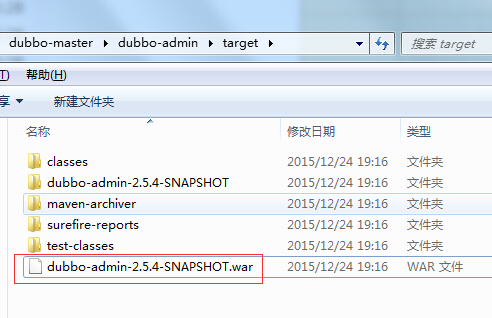 dubbo-master ▸ dubbo-admin ▸ target ▸
搜索 target
T) 帮助(H)
享 ▼ 新建文件夹
名称 修改日期 类型
classes 2015/12/24 19:16 文件夹
dubbo-admin-2.5.4-SNAPSHOT 2015/12/24 19:16 文件夹
maven-archiver 2015/12/24 19:16 文件夹
surefire-reports 2015/12/24 19:16 文件夹
test-classes 2015/12/24 19:16 文件夹
dubbo-admin-2.5.4-SNAPSHOT.war 2015/12/24 19:16 WAR 文件